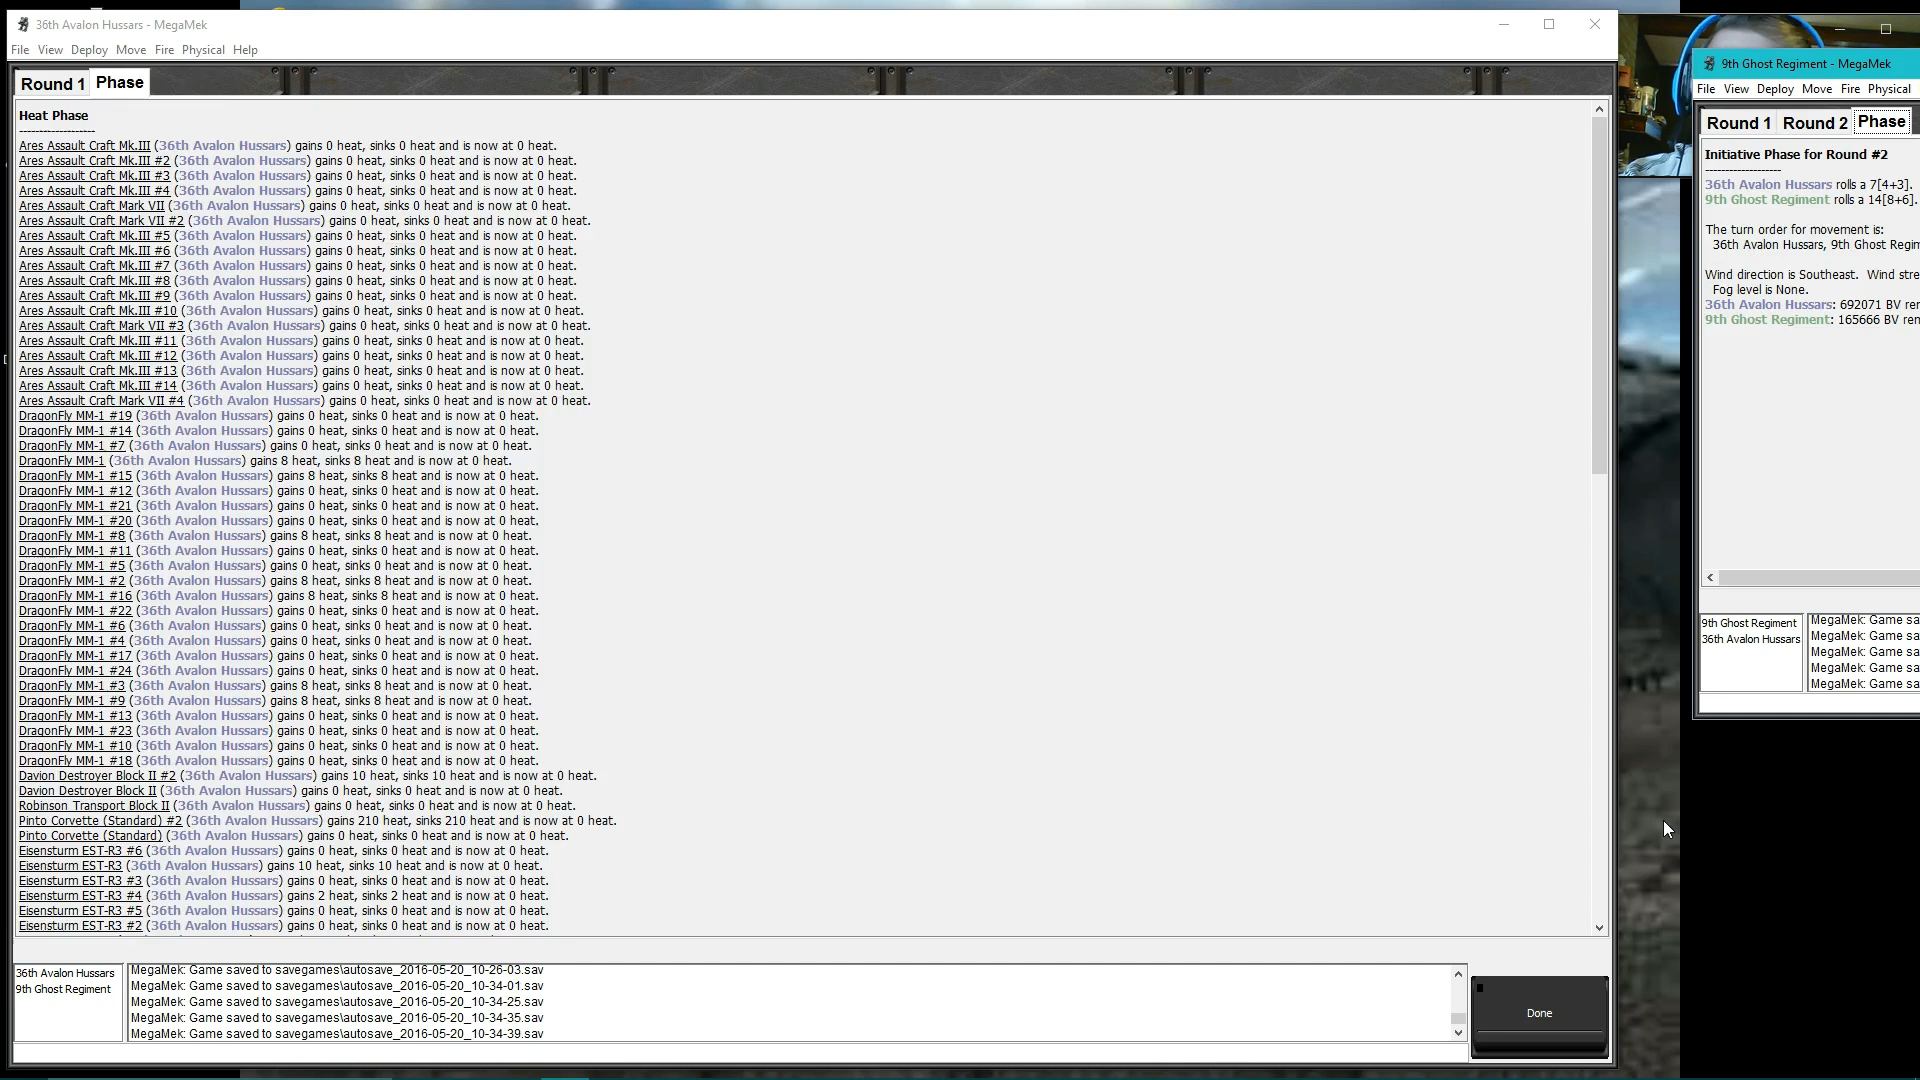 36th Avalon Hussars - MegaMek
File View Deploy Move Fire Physical Help
Round 1 Phase
Heat Phase
-------------------
Ares Assault Craft Mk.III (36th Avalon Hussars) gains 0 heat, sinks 0 heat and is now at 0 heat.
Ares Assault Craft Mk.III #2 (36th Avalon Hussars) gains 0 heat, sinks 0 heat and is now at 0 heat.
Ares Assault Craft Mk.III #3 (36th Avalon Hussars) gains 0 heat, sinks 0 heat and is now at 0 heat.
Ares Assault Craft Mk.III #4 (36th Avalon Hussars) gains 0 heat, sinks 0 heat and is now at 0 heat.
Ares Assault Craft Mark VII (36th Avalon Hussars) gains 0 heat, sinks 0 heat and is now at 0 heat.
Ares Assault Craft Mark VII #2 (36th Avalon Hussars) gains 0 heat, sinks 0 heat and is now at 0 heat.
Ares Assault Craft Mk.III #5 (36th Avalon Hussars) gains 0 heat, sinks 0 heat and is now at 0 heat.
Ares Assault Craft Mk.III #6 (36th Avalon Hussars) gains 0 heat, sinks 0 heat and is now at 0 heat.
Ares Assault Craft Mk.III #7 (36th Avalon Hussars) gains 0 heat, sinks 0 heat and is now at 0 heat.
Ares Assault Craft Mk.III #8 (36th Avalon Hussars) gains 0 heat, sinks 0 heat and is now at 0 heat.
Ares Assault Craft Mk.III #9 (36th Avalon Hussars) gains 0 heat, sinks 0 heat and is now at 0 heat.
Ares Assault Craft Mk.III #10 (36th Avalon Hussars) gains 0 heat, sinks 0 heat and is now at 0 heat.
Ares Assault Craft Mark VII #3 (36th Avalon Hussars) gains 0 heat, sinks 0 heat and is now at 0 heat.
Ares Assault Craft Mk.III #11 (36th Avalon Hussars) gains 0 heat, sinks 0 heat and is now at 0 heat.
Ares Assault Craft Mk.III #12 (36th Avalon Hussars) gains 0 heat, sinks 0 heat and is now at 0 heat.
Ares Assault Craft Mk.III #13 (36th Avalon Hussars) gains 0 heat, sinks 0 heat and is now at 0 heat.
Ares Assault Craft Mk.III #14 (36th Avalon Hussars) gains 0 heat, sinks 0 heat and is now at 0 heat.
Ares Assault Craft Mark VII #4 (36th Avalon Hussars) gains 0 heat, sinks 0 heat and is now at 0 heat.
DragonFly MM-1 #19 (36th Avalon Hussars) gains 0 heat, sinks 0 heat and is now at 0 heat.
DragonFly MM-1 #14 (36th Avalon Hussars) gains 0 heat, sinks 0 heat and is now at 0 heat.
DragonFly MM-1 #7 (36th Avalon Hussars) gains 0 heat, sinks 0 heat and is now at 0 heat.
DragonFly MM-1 (36th Avalon Hussars) gains 8 heat, sinks 8 heat and is now at 0 heat.
DragonFly MM-1 #15 (36th Avalon Hussars) gains 8 heat, sinks 8 heat and is now at 0 heat.
DragonFly MM-1 #12 (36th Avalon Hussars) gains 0 heat, sinks 0 heat and is now at 0 heat.
DragonFly MM-1 #21 (36th Avalon Hussars) gains 0 heat, sinks 0 heat and is now at 0 heat.
DragonFly MM-1 #20 (36th Avalon Hussars) gains 0 heat, sinks 0 heat and is now at 0 heat.
DragonFly MM-1 #8 (36th Avalon Hussars) gains 8 heat, sinks 8 heat and is now at 0 heat.
DragonFly MM-1 #11 (36th Avalon Hussars) gains 0 heat, sinks 0 heat and is now at 0 heat.
DragonFly MM-1 #5 (36th Avalon Hussars) gains 0 heat, sinks 0 heat and is now at 0 heat.
DragonFly MM-1 #2 (36th Avalon Hussars) gains 8 heat, sinks 8 heat and is now at 0 heat.
DragonFly MM-1 #16 (36th Avalon Hussars) gains 8 heat, sinks 8 heat and is now at 0 heat.
DragonFly MM-1 #22 (36th Avalon Hussars) gains 0 heat, sinks 0 heat and is now at 0 heat.
DragonFly MM-1 #6 (36th Avalon Hussars) gains 0 heat, sinks 0 heat and is now at 0 heat.
DragonFly MM-1 #4 (36th Avalon Hussars) gains 0 heat, sinks 0 heat and is now at 0 heat.
DragonFly MM-1 #17 (36th Avalon Hussars) gains 0 heat, sinks 0 heat and is now at 0 heat.
DragonFly MM-1 #24 (36th Avalon Hussars) gains 0 heat, sinks 0 heat and is now at 0 heat.
DragonFly MM-1 #3 (36th Avalon Hussars) gains 8 heat, sinks 8 heat and is now at 0 heat.
DragonFly MM-1 #9 (36th Avalon Hussars) gains 8 heat, sinks 8 heat and is now at 0 heat.
DragonFly MM-1 #13 (36th Avalon Hussars) gains 0 heat, sinks 0 heat and is now at 0 heat.
DragonFly MM-1 #23 (36th Avalon Hussars) gains 0 heat, sinks 0 heat and is now at 0 heat.
DragonFly MM-1 #10 (36th Avalon Hussars) gains 0 heat, sinks 0 heat and is now at 0 heat.
DragonFly MM-1 #18 (36th Avalon Hussars) gains 0 heat, sinks 0 heat and is now at 0 heat.
Davion Destroyer Block II #2 (36th Avalon Hussars) gains 10 heat, sinks 10 heat and is now at 0 heat.
Davion Destroyer Block II (36th Avalon Hussars) gains 0 heat, sinks 0 heat and is now at 0 heat.
Robinson Transport Block II (36th Avalon Hussars) gains 0 heat, sinks 0 heat and is now at 0 heat.
Pinto Corvette (Standard) #2 (36th Avalon Hussars) gains 210 heat, sinks 210 heat and is now at 0 heat.
Pinto Corvette (Standard) (36th Avalon Hussars) gains 0 heat, sinks 0 heat and is now at 0 heat.
Eisensturm EST-R3 #6 (36th Avalon Hussars) gains 0 heat, sinks 0 heat and is now at 0 heat.
Eisensturm EST-R3 (36th Avalon Hussars) gains 10 heat, sinks 10 heat and is now at 0 heat.
Eisensturm EST-R3 #3 (36th Avalon Hussars) gains 0 heat, sinks 0 heat and is now at 0 heat.
Eisensturm EST-R3 #4 (36th Avalon Hussars) gains 2 heat, sinks 2 heat and is now at 0 heat.
Eisensturm EST-R3 #5 (36th Avalon Hussars) gains 0 heat, sinks 0 heat and is now at 0 heat.
Eisensturm EST-R3 #2 (36th Avalon Hussars) gains 0 heat, sinks 0 heat and is now at 0 heat.
36th Avalon Hussars
9th Ghost Regiment
MegaMek: Game saved to savegames\autosave_2016-05-20_10-26-03.sav
MegaMek: Game saved to savegames\autosave_2016-05-20_10-34-01.sav
MegaMek: Game saved to savegames\autosave_2016-05-20_10-34-25.sav
MegaMek: Game saved to savegames\autosave_2016-05-20_10-34-35.sav
MegaMek: Game saved to savegames\autosave_2016-05-20_10-34-39.sav
Done
9th Ghost Regiment - MegaMek
File View Deploy Move Fire Physical
Round 1 Round 2 Phase
Initiative Phase for Round #2
-------------------
36th Avalon Hussars rolls a 7[4+3].
9th Ghost Regiment rolls a 14[8+6].
The turn order for movement is:
36th Avalon Hussars, 9th Ghost Regim
Wind direction is Southeast. Wind stre
Fog level is None.
36th Avalon Hussars: 692071 BV ren
9th Ghost Regiment: 165666 BV ren
9th Ghost Regiment
36th Avalon Hussars
MegaMek: Game sa
MegaMek: Game sa
MegaMek: Game sa
MegaMek: Game sa
MegaMek: Game sa